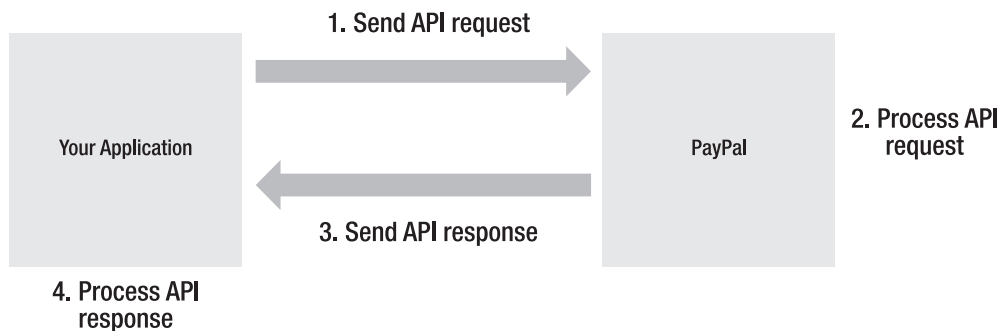 1. Send API request
Your Application
PayPal
2. Process API
request
3. Send API response
4. Process API
response